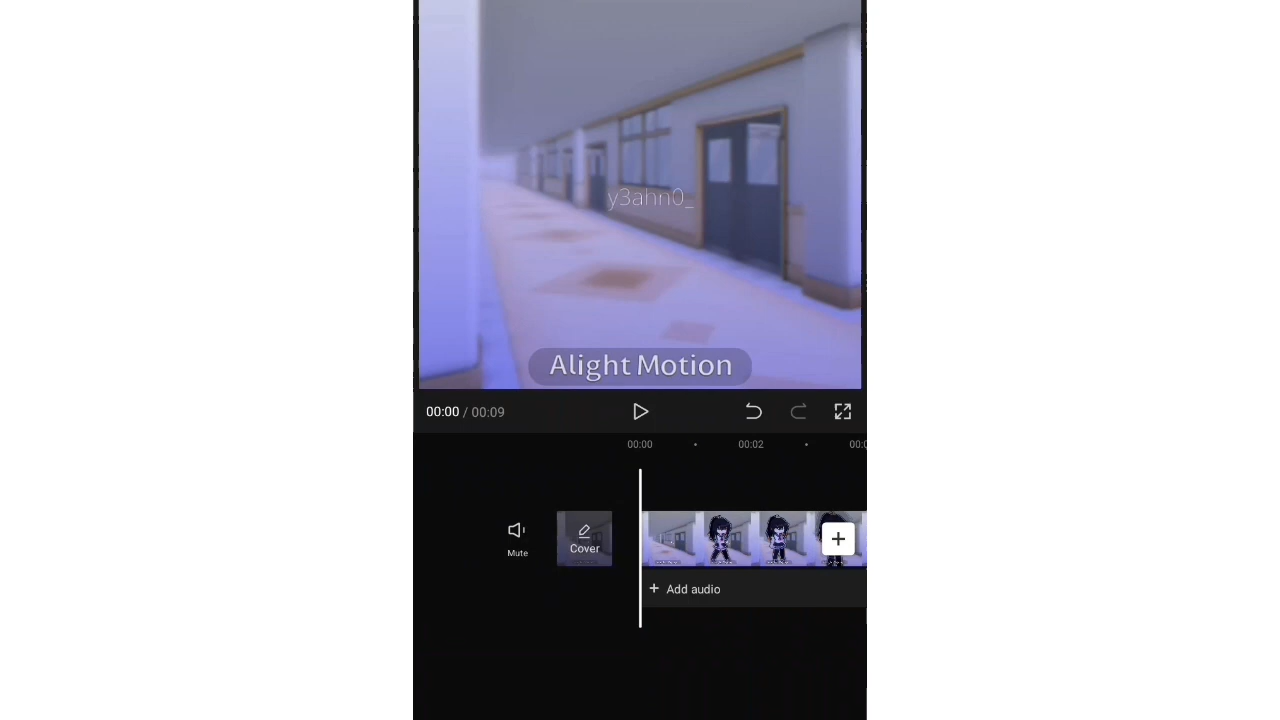 y3ahn0_
Alight Motion
00:00 / 00:09
00:00 00:02
Mute
Cover
+
+ Add audio